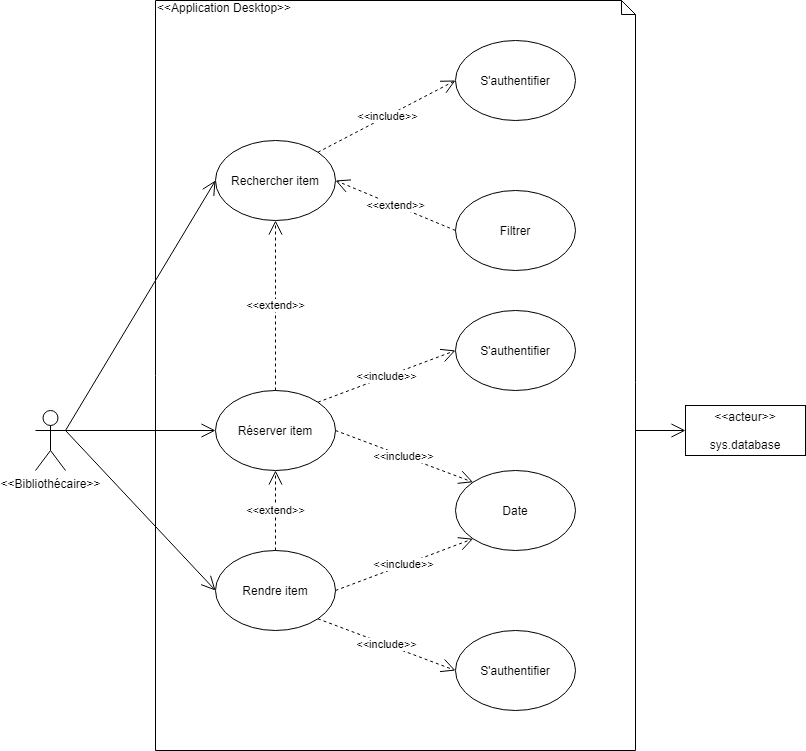 <<Application Desktop>>
S'authentifier
<<include>>
Rechercher item
<<extend>>
Filtrer
<<extend>>
S'authentifier
<<include>>
Réserver item
<<acteur>>
sys.database
<<include>>
<<Bibliothécaire>>
<<extend>>
Date
<<include>>
Rendre item
<<include>>
S'authentifier